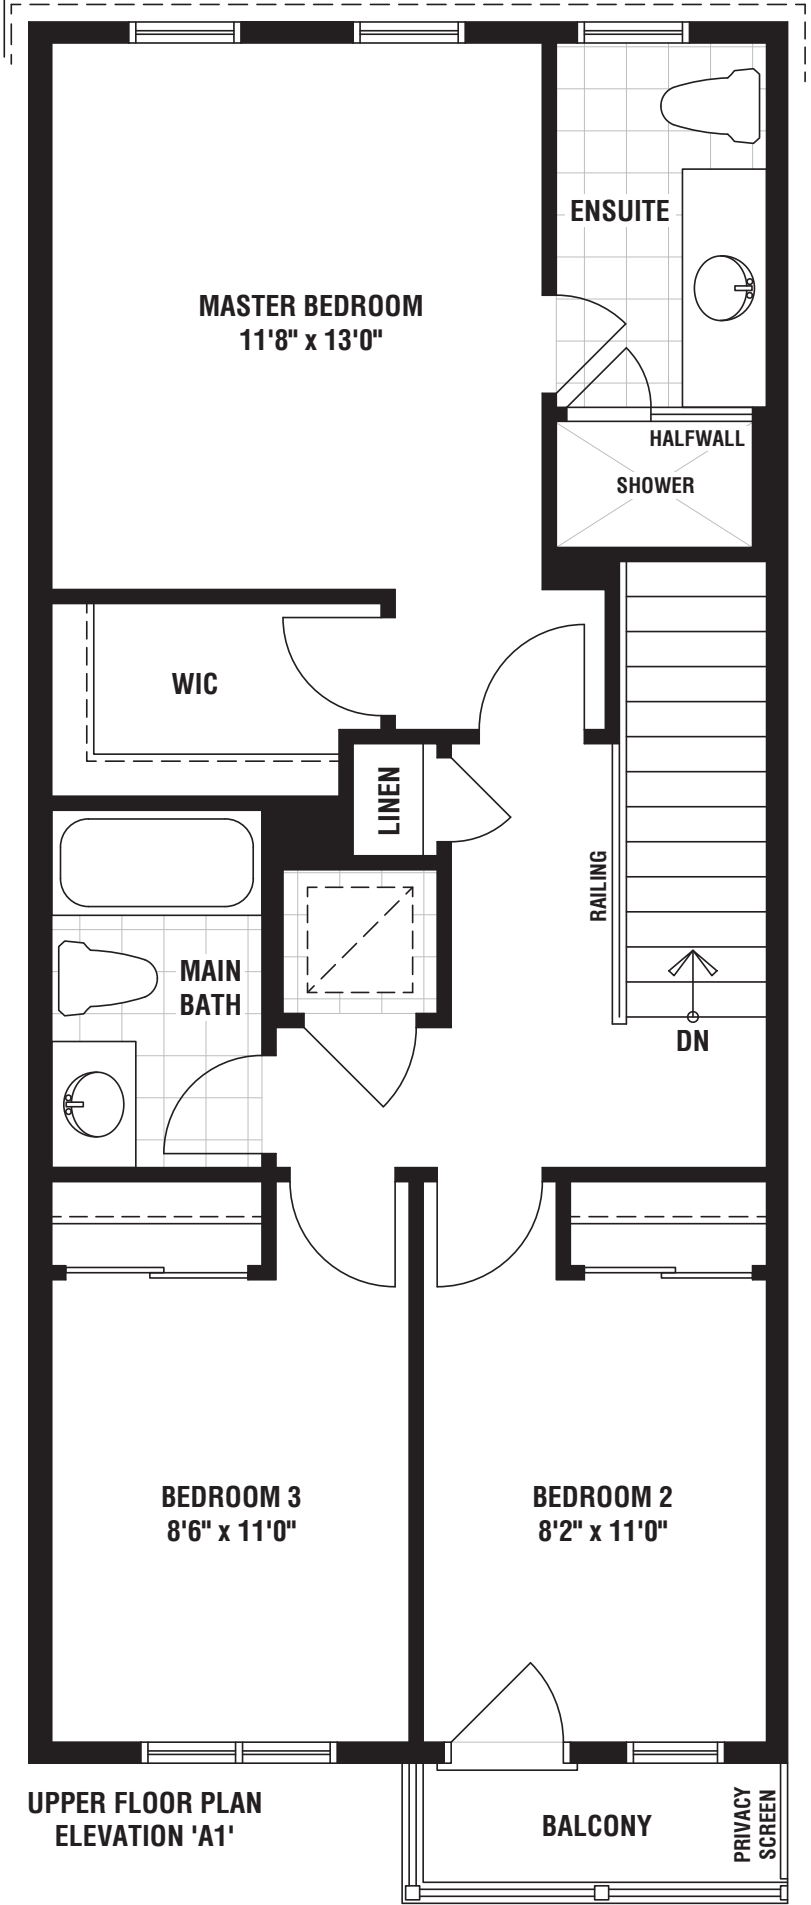 ENSUITE
MASTER BEDROOM
11'8" x 13'0"
HALFWALL
SHOWER
WIC
LINEN
RAILING
MAIN
BATH
DN
BEDROOM 3
8'6" x 11'0"
BEDROOM 2
8'2" x 11'0"
UPPER FLOOR PLAN
ELEVATION 'A1'
BALCONY
PRIVACY
SCREEN